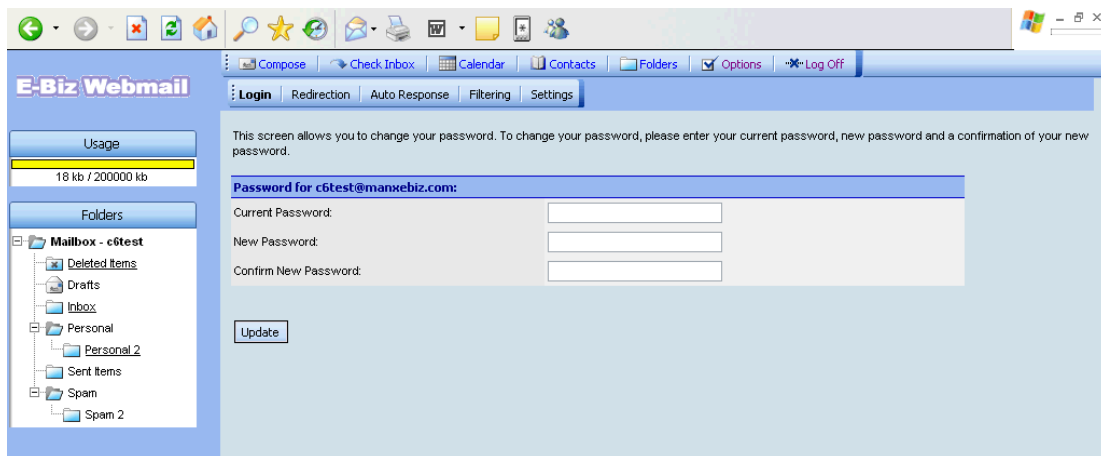 Compose Check Inbox Calendar Contacts Folders Options Log Off
E-Biz Webmail
Login Redirection Auto Response Filtering Settings
Usage
18 kb / 200000 kb
Folders
Mailbox - c6test
Deleted Items
Drafts
Inbox
Personal
Personal 2
Sent Items
Spam
Spam 2
This screen allows you to change your password. To change your password, please enter your current password, new password and a confirmation of your new
password.
Password for c6test@manxebiz.com:
Current Password:
New Password:
Confirm New Password:
Update